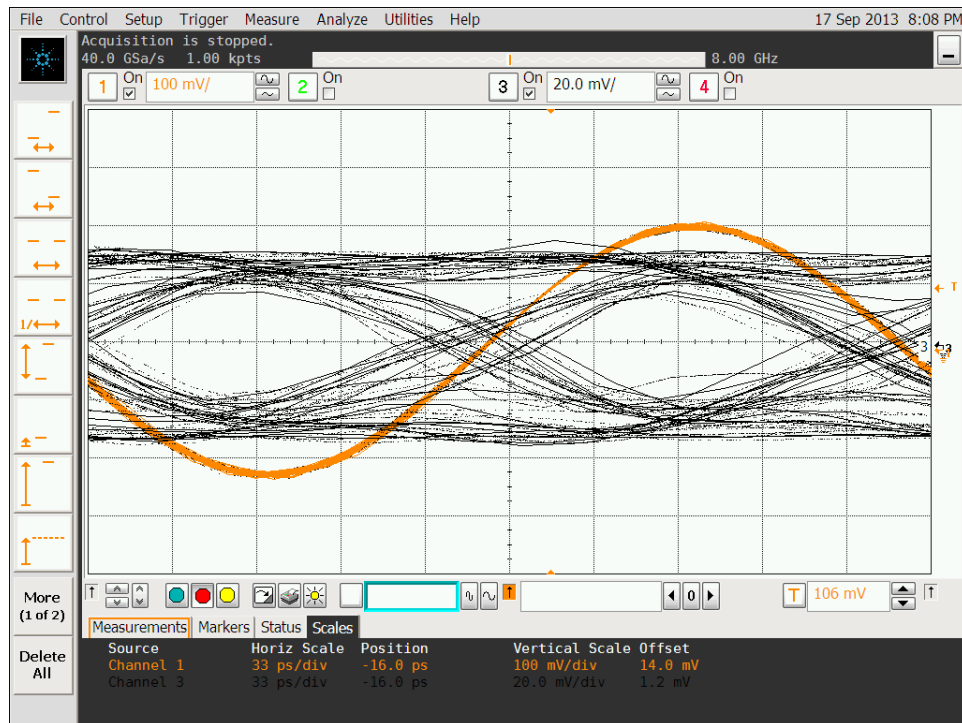 File Control Setup Trigger Measure Analyze Utilities Help 17 Sep 2013 8:08 PM
Acquisition is stopped.
40.0 GSa/s 1.00 kpts 8.00 GHz
1 On 100 mV/ 2 On 3 On 20.0 mV/ 4 On
T
3
1/
More
(1 of 2)
Delete
All
0 T 106 mV
Measurements Markers Status Scales
Source Horiz Scale Position Vertical Scale Offset
Channel 1 33 ps/div -16.0 ps 100 mV/div 14.0 mV
Channel 3 33 ps/div -16.0 ps 20.0 mV/div 1.2 mV